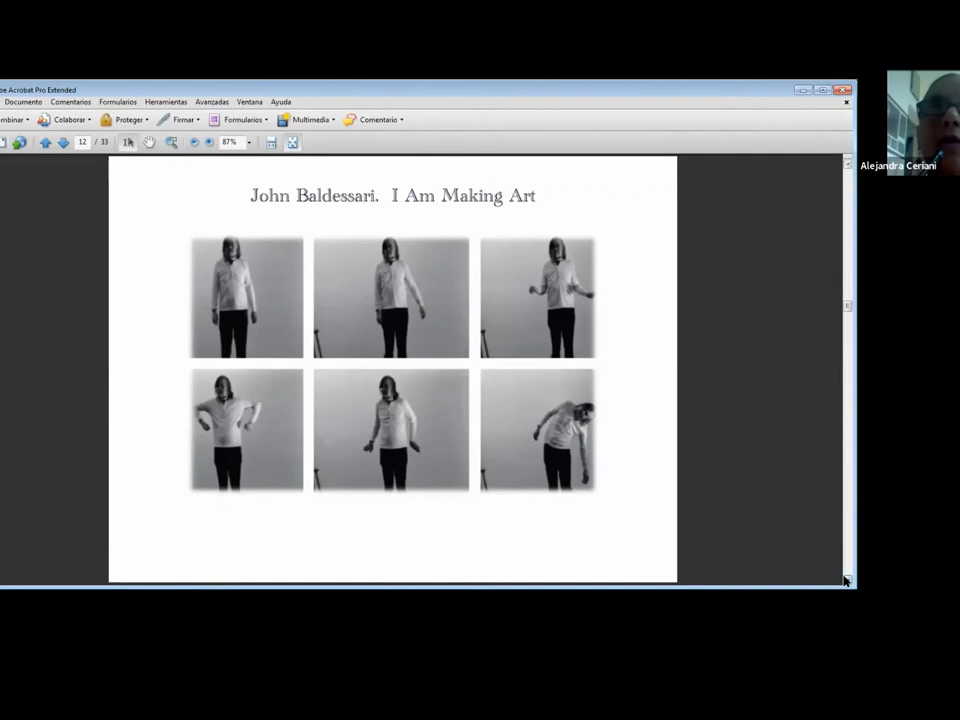 oe Acrobat Pro Extended
Documento Comentarios Formularios Herramientas Avanzadas Ventana Ayuda
mbinar Colaborar Proteger Firmar Formularios Multimedia Comentario
12 / 33 87%
John Baldessari. I Am Making Art
Alejandra Ceriani